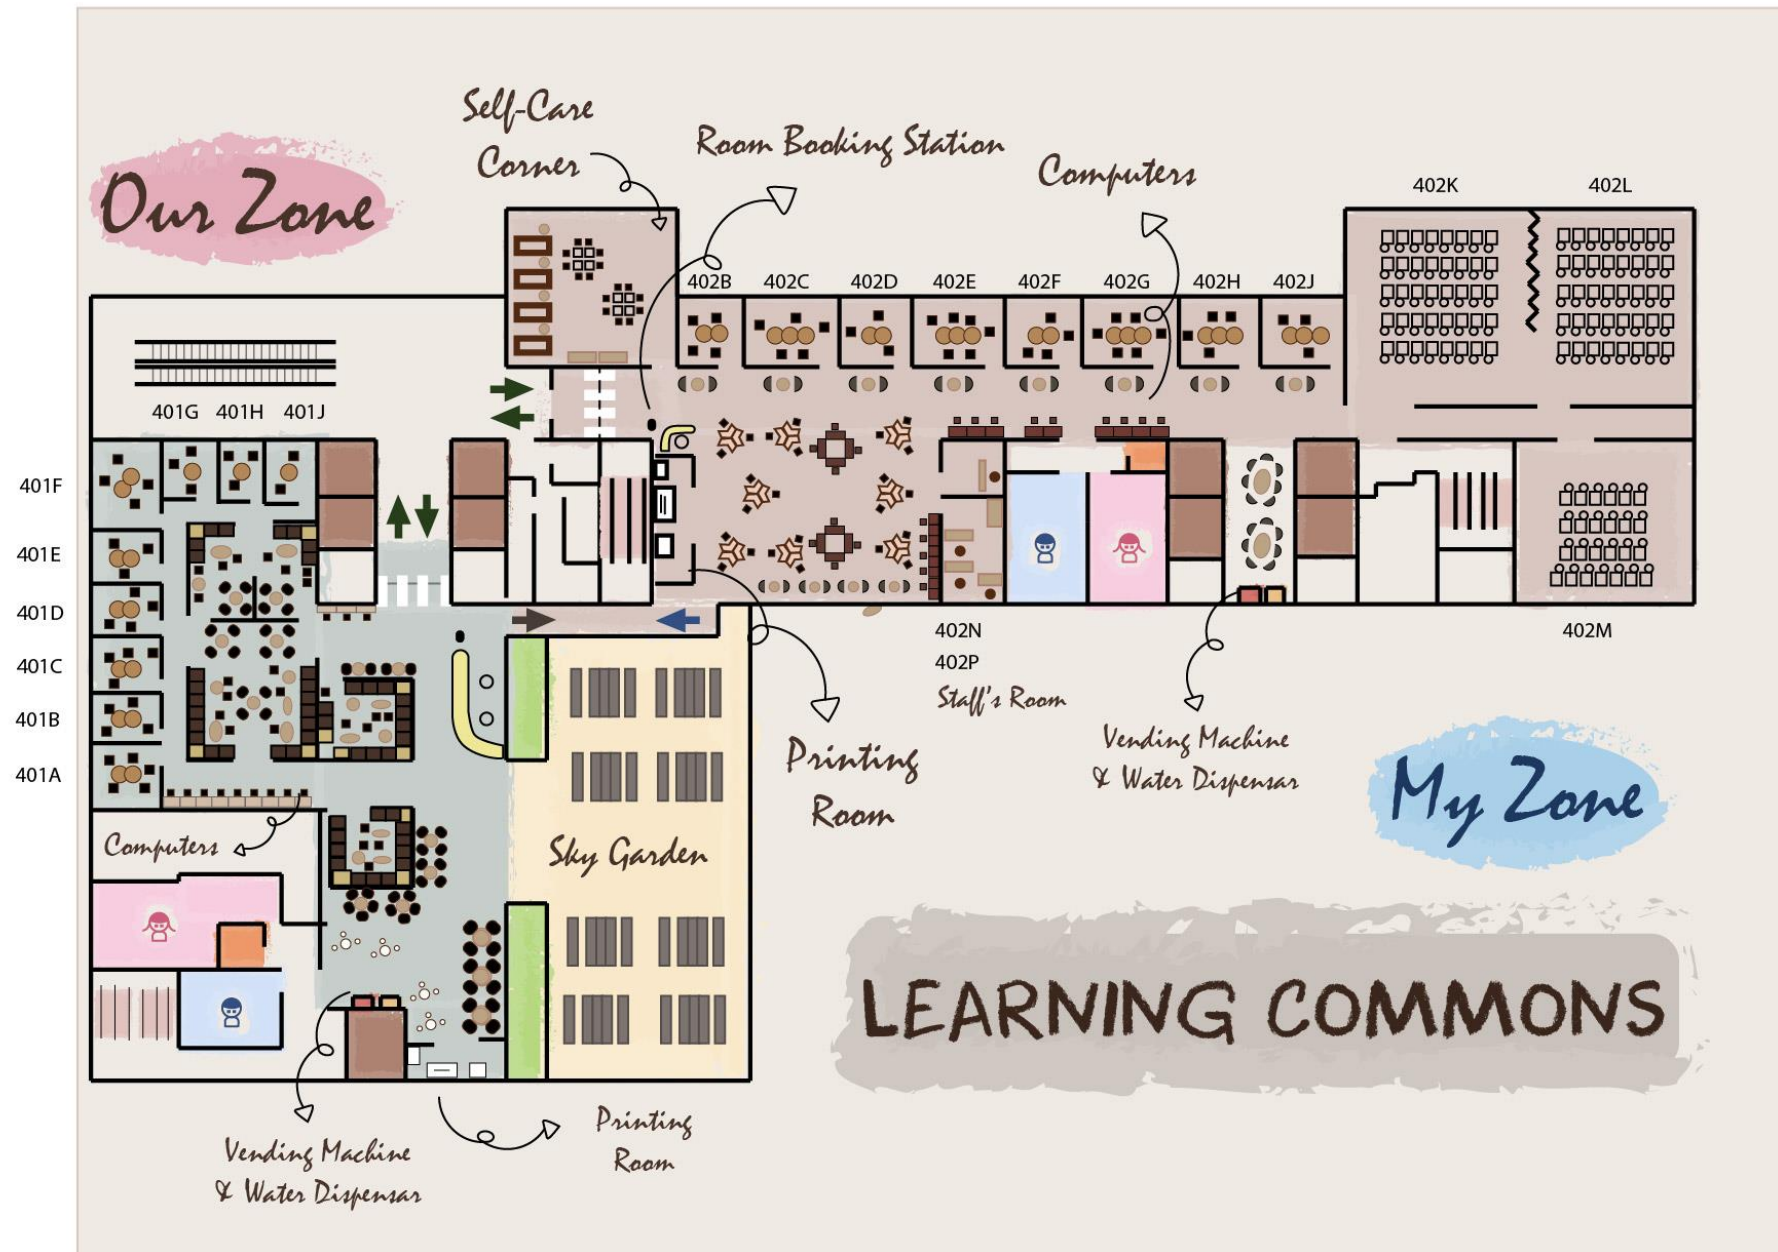 Self-Care
Corner
Room Booking Station
Computers
Our Zone
402K
402L
402B
402C
402D
402E
402F
402G
402H
402J
401G
401H
401J
401F
401E
401D
401C
401B
401A
402N
402P
Staff's Room
402M
Printing
Room
Vending Machine
& Water Dispensar
My Zone
Computers
Sky Garden
LEARNING COMMONS
Printing
Room
Vending Machine
& Water Dispensar